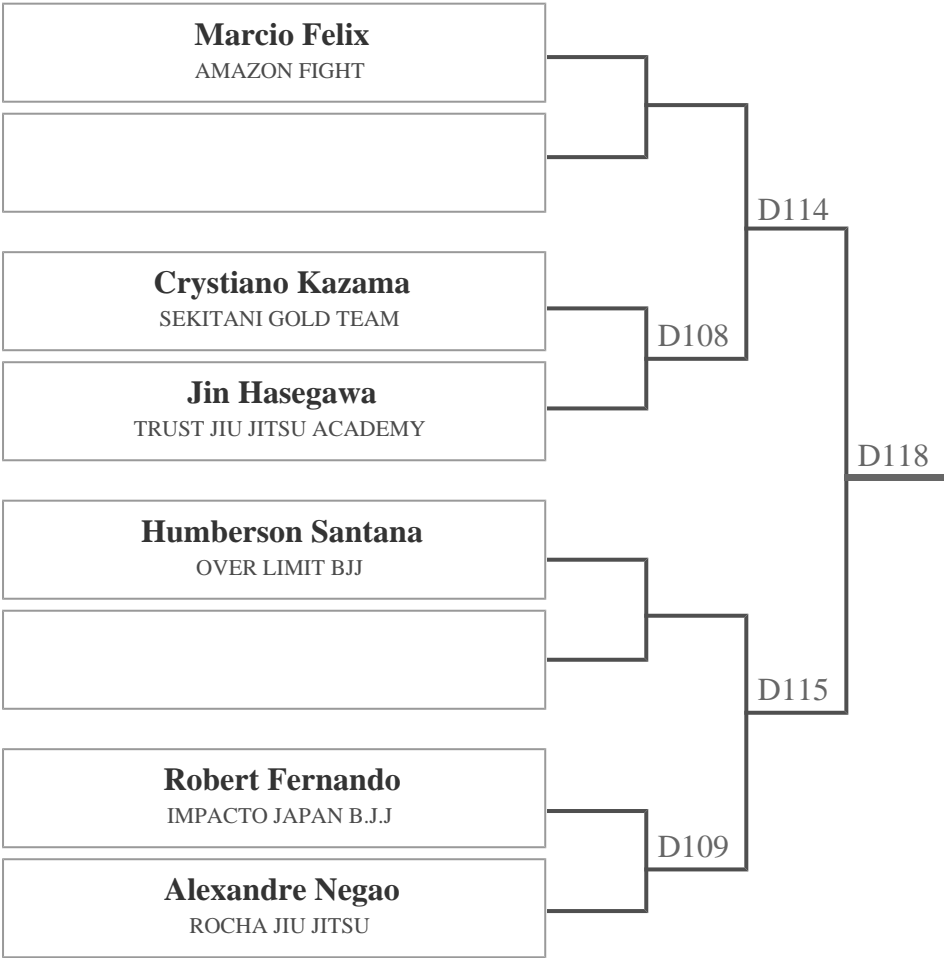 Marcio Felix
AMAZON FIGHT
D114
Crystiano Kazama
SEKITANI GOLD TEAM
D108
Jin Hasegawa
TRUST JIU JITSU ACADEMY
D118
Humberson Santana
OVER LIMIT BJJ
D115
Robert Fernando
IMPACTO JAPAN B.J.J
D109
Alexandre Negao
ROCHA JIU JITSU